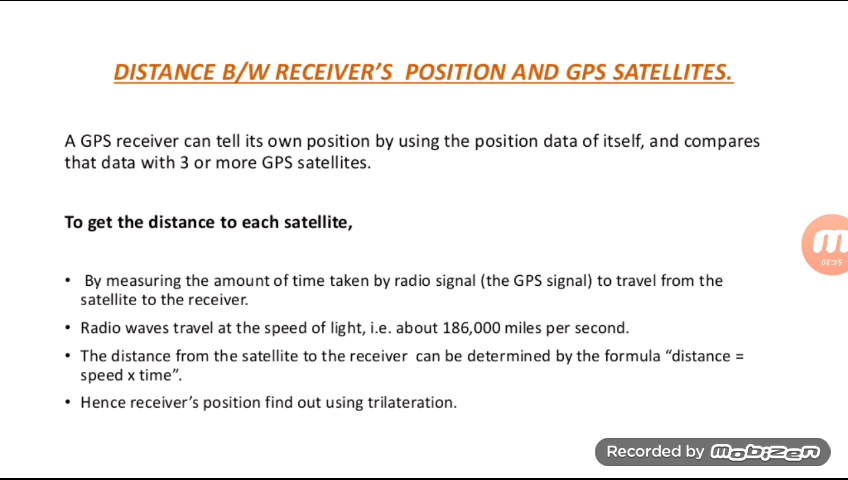 DISTANCE B/W RECEIVER'S POSITION AND GPS SATELLITES.
A GPS receiver can tell its own position by using the position data of itself, and compares
that data with 3 or more GPS satellites.
To get the distance to each satellite,
• By measuring the amount of time taken by radio signal (the GPS signal) to travel from the
satellite to the receiver.
• Radio waves travel at the speed of light, i.e. about 186,000 miles per second.
• The distance from the satellite to the receiver can be determined by the formula “distance =
speed x time”.
• Hence receiver's position find out using trilateration.
m
08:25
Recorded by mobizen